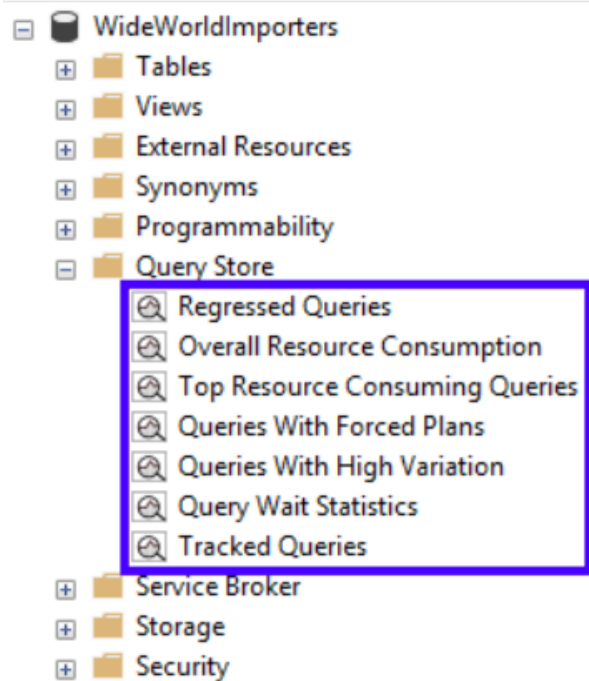 WideWorldImporters
Tables
Views
External Resources
Synonyms
Programmability
Query Store
Regressed Queries
Overall Resource Consumption
Top Resource Consuming Queries
Queries With Forced Plans
Queries With High Variation
Query Wait Statistics
Tracked Queries
Service Broker
Storage
Security